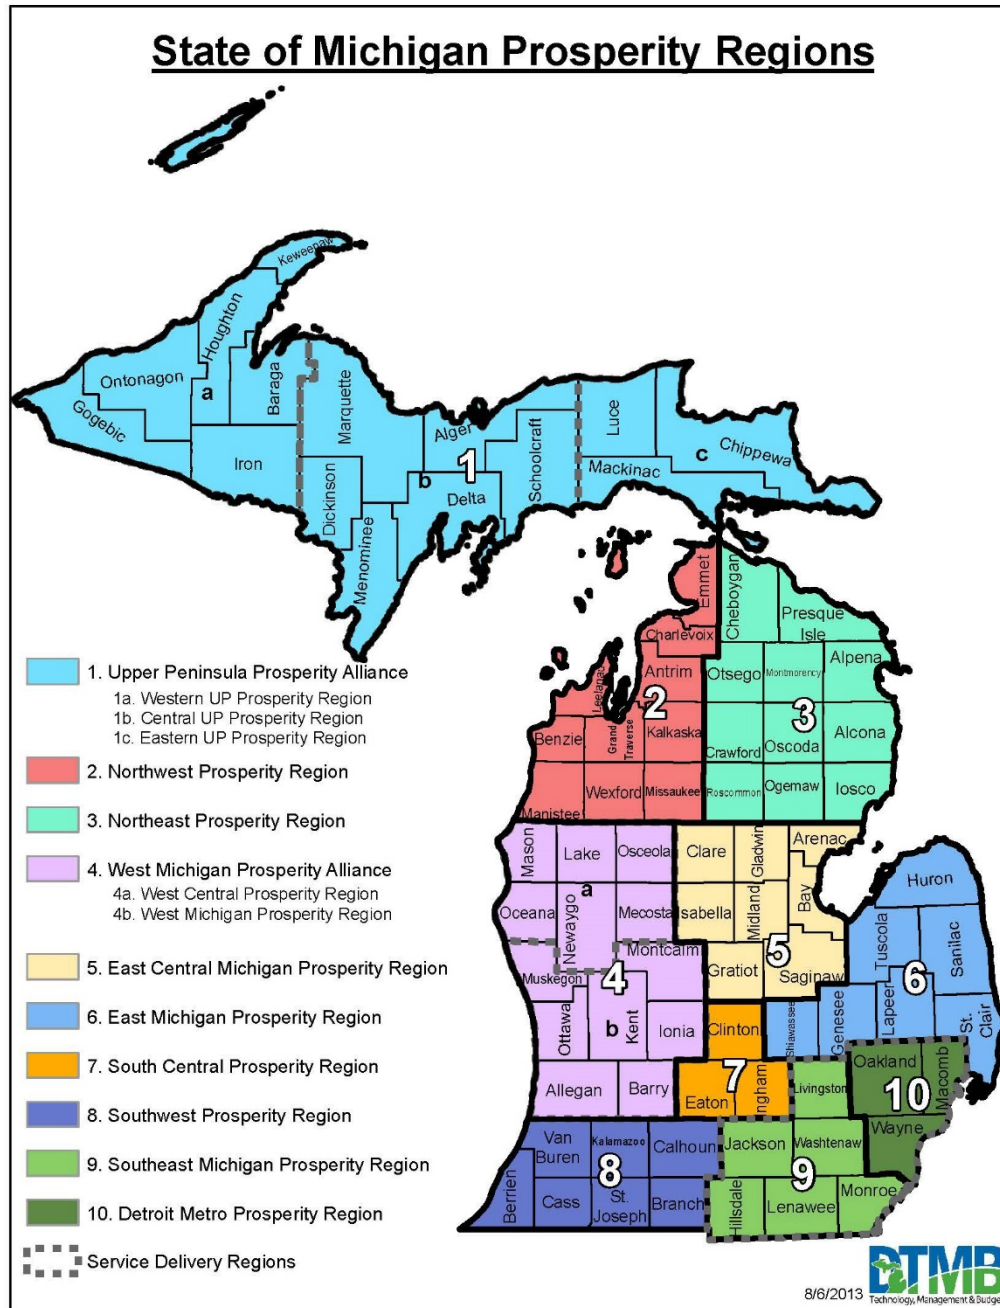 State of Michigan Prosperity Regions
Keweenaw
Houghton
Ontonagon
Baraga
a
Gogebic
Marquette
Iron
Alger
Luce
Chippewa
c
Schoolcraft
1
Mackinac
b
Delta
Dickinson
Menominee
Emmet
Cheboygan
Presque
Isle
Charlevoix
Antrim
Otsego
Montmorency
Alpena
Leelanau
2
3
Benzie
Grand
Traverse
Kalkaska
Crawford
Oscoda
Alcona
Manistee
Wexford
Missaukee
Roscommon
Ogemaw
Iosco
Mason
Lake
Osceola
Clare
Gladwin
Arenac
a
Huron
Oceana
Newaygo
Mecosta
Isabella
Midland
Bay
Tuscola
Sanilac
Muskegon
Montcalm
Gratiot
5
Saginaw
6
4
Ottawa
b
Kent
Ionia
Clinton
Shiawassee
Genesee
Lapeer
St.
Clair
Allegan
Barry
Eaton
7
Ingham
Livingston
Oakland
Macomb
10
Wayne
Van
Buren
Kalamazoo
Calhoun
Jackson
Washtenaw
8
9
Berrien
Cass
St.
Joseph
Branch
Hillsdale
Lenawee
Monroe
1. Upper Peninsula Prosperity Alliance
1a. Western UP Prosperity Region
1b. Central UP Prosperity Region
1c. Eastern UP Prosperity Region
2. Northwest Prosperity Region
3. Northeast Prosperity Region
4. West Michigan Prosperity Alliance
4a. West Central Prosperity Region
4b. West Michigan Prosperity Region
5. East Central Michigan Prosperity Region
6. East Michigan Prosperity Region
7. South Central Prosperity Region
8. Southwest Prosperity Region
9. Southeast Michigan Prosperity Region
10. Detroit Metro Prosperity Region
Service Delivery Regions
8/6/2013
DTMB
Technology, Management & Budget